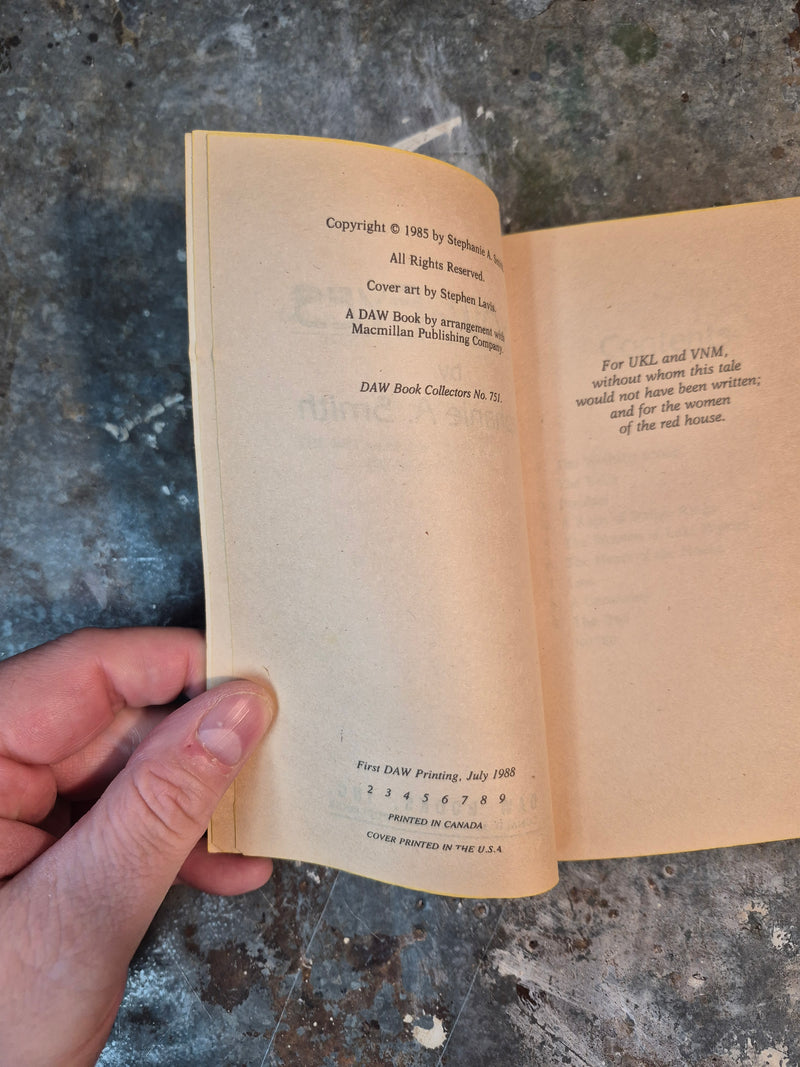 Copyright © 1985 by Stephanie A. Smith
All Rights Reserved.
Cover art by Stephen Lavis.
A DAW Book by arrangement with
Macmillan Publishing Company.
DAW Book Collectors No. 751.
First DAW Printing, July 1988
2 3 4 5 6 7 8 9
PRINTED IN CANADA
COVER PRINTED IN THE U.S.A.
For UKL and VNM,
without whom this tale
would not have been written;
and for the women
of the red house.